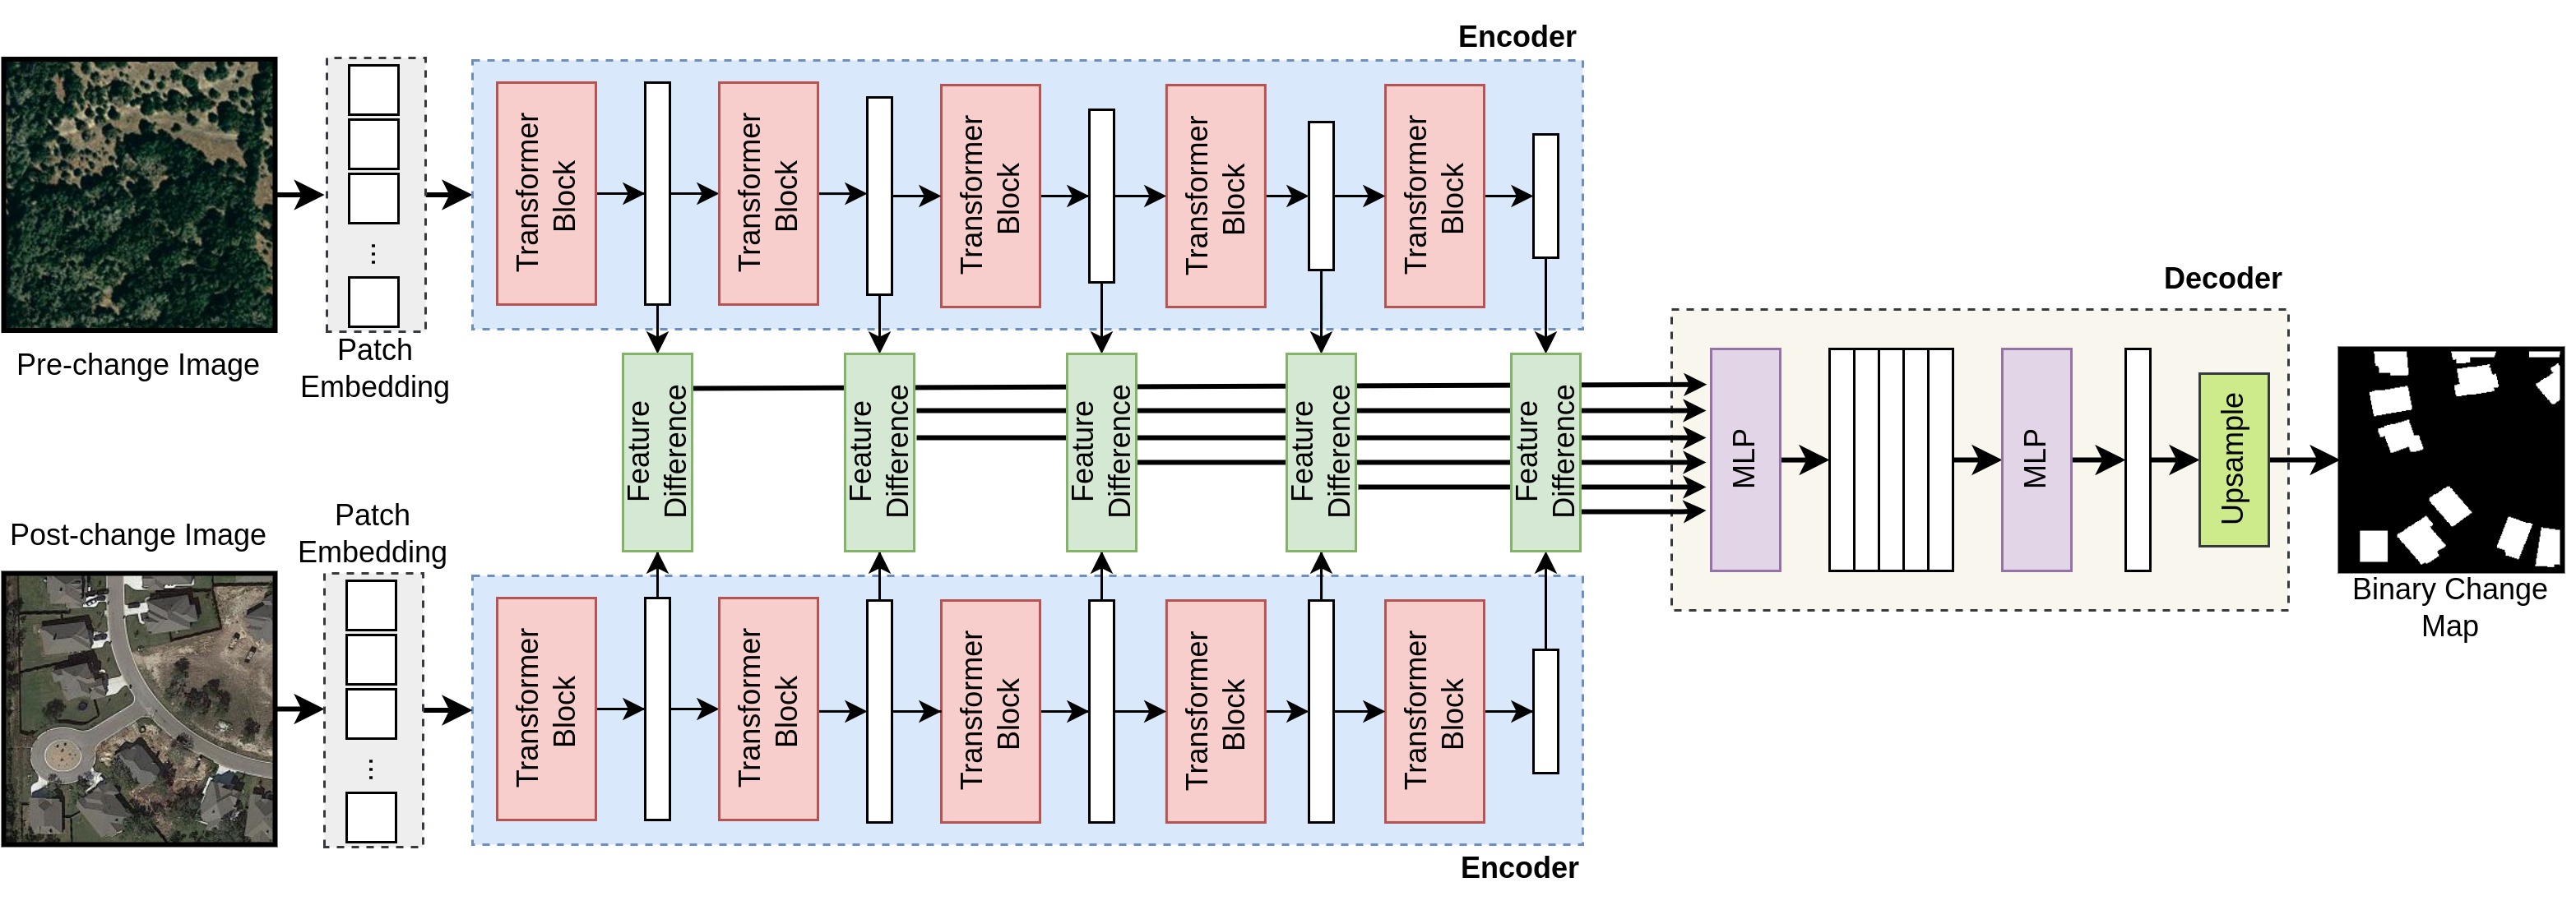 Encoder
Transformer
Block
Transformer
Block
Transformer
Block
Transformer
Block
Transformer
Block
Pre-change Image
Patch
Embedding
Feature
Difference
Feature
Difference
Feature
Difference
Feature
Difference
Feature
Difference
Decoder
MLP
MLP
Upsample
Binary Change
Map
Post-change Image
Patch
Embedding
...
...
Transformer
Block
Transformer
Block
Transformer
Block
Transformer
Block
Transformer
Block
Encoder